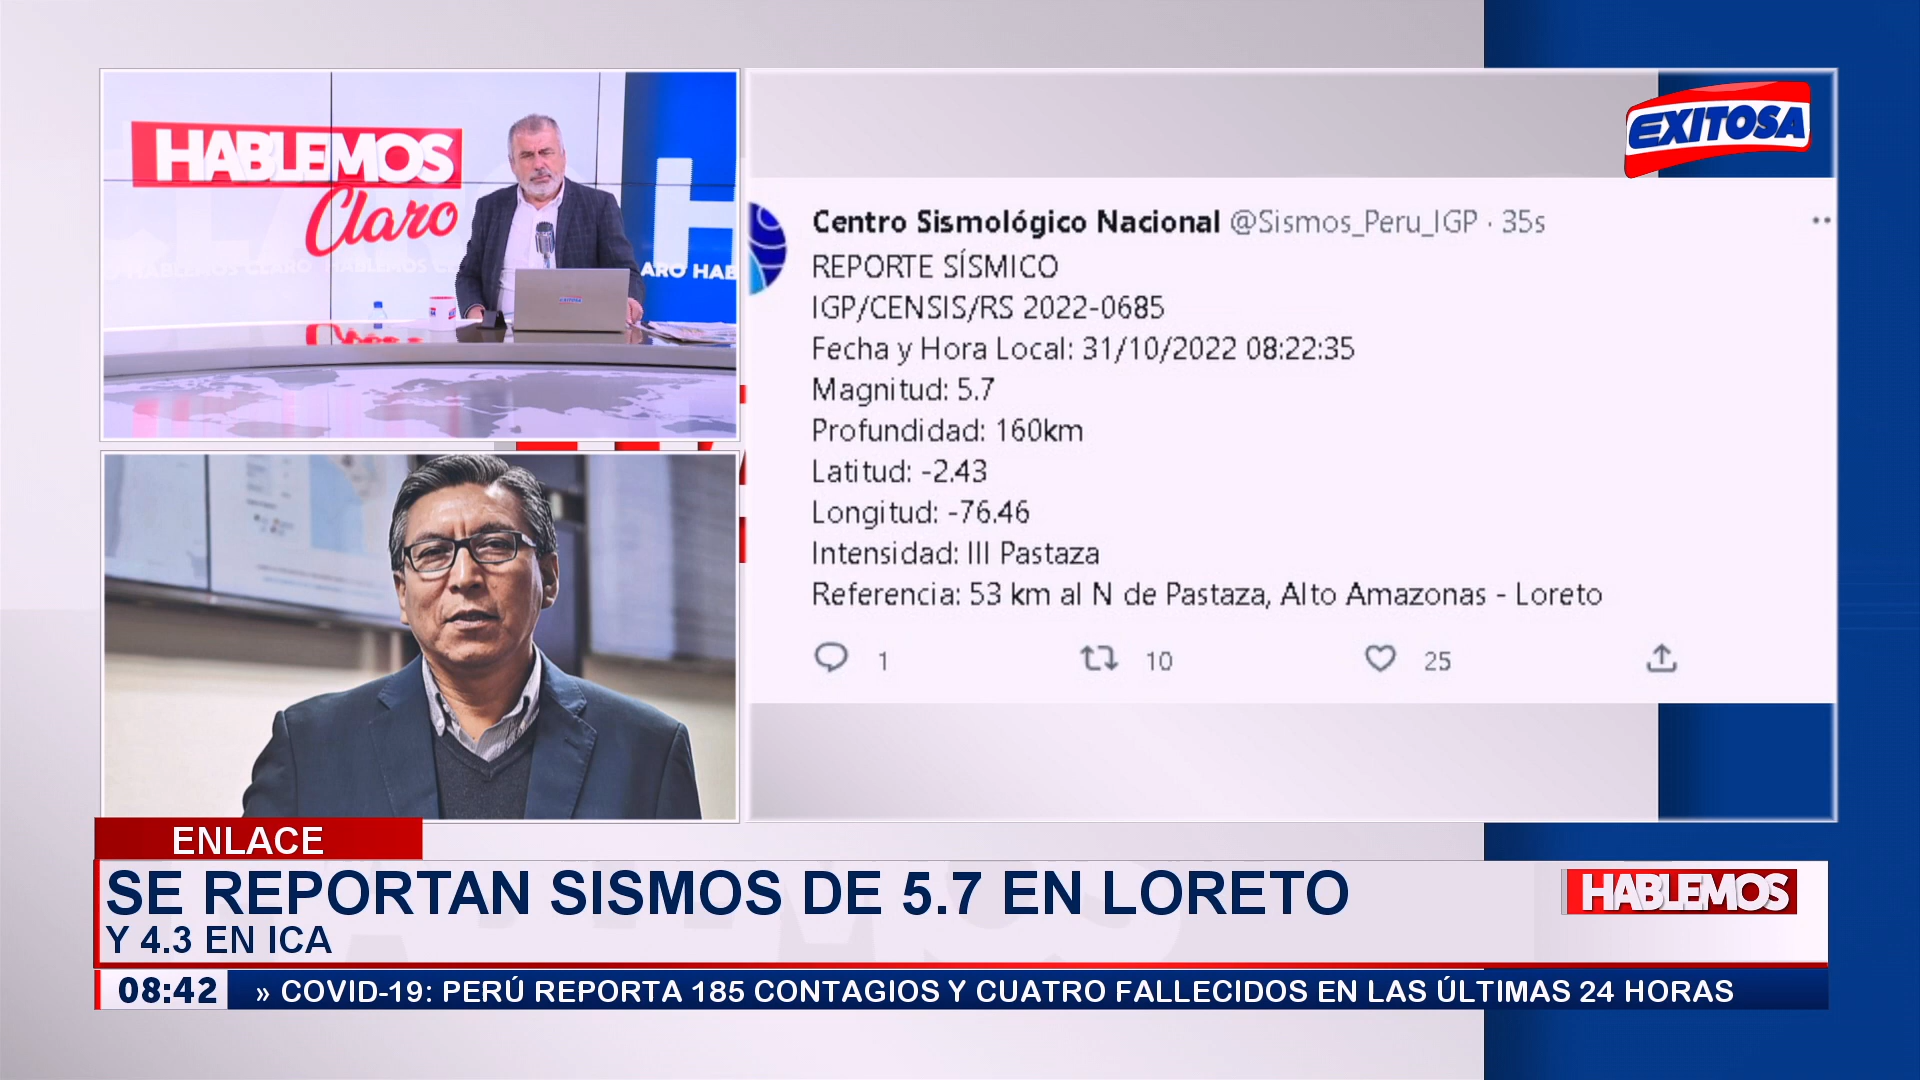 HABLEMOS
Claro
ARO HAB
EXITOSA
Centro Sismológico Nacional @Sismos_Peru_IGP · 35s
REPORTE SÍSMICO
IGP/CENSIS/RS 2022-0685
Fecha y Hora Local: 31/10/2022 08:22:35
Magnitud: 5.7
Profundidad: 160km
Latitud: -2.43
Longitud: -76.46
Intensidad: III Pastaza
Referencia: 53 km al N de Pastaza, Alto Amazonas - Loreto
1 10 25
ENLACE
SE REPORTAN SISMOS DE 5.7 EN LORETO
Y 4.3 EN ICA
HABLEMOS
08:42 » COVID-19: PERÚ REPORTA 185 CONTAGIOS Y CUATRO FALLECIDOS EN LAS ÚLTIMAS 24 HORAS